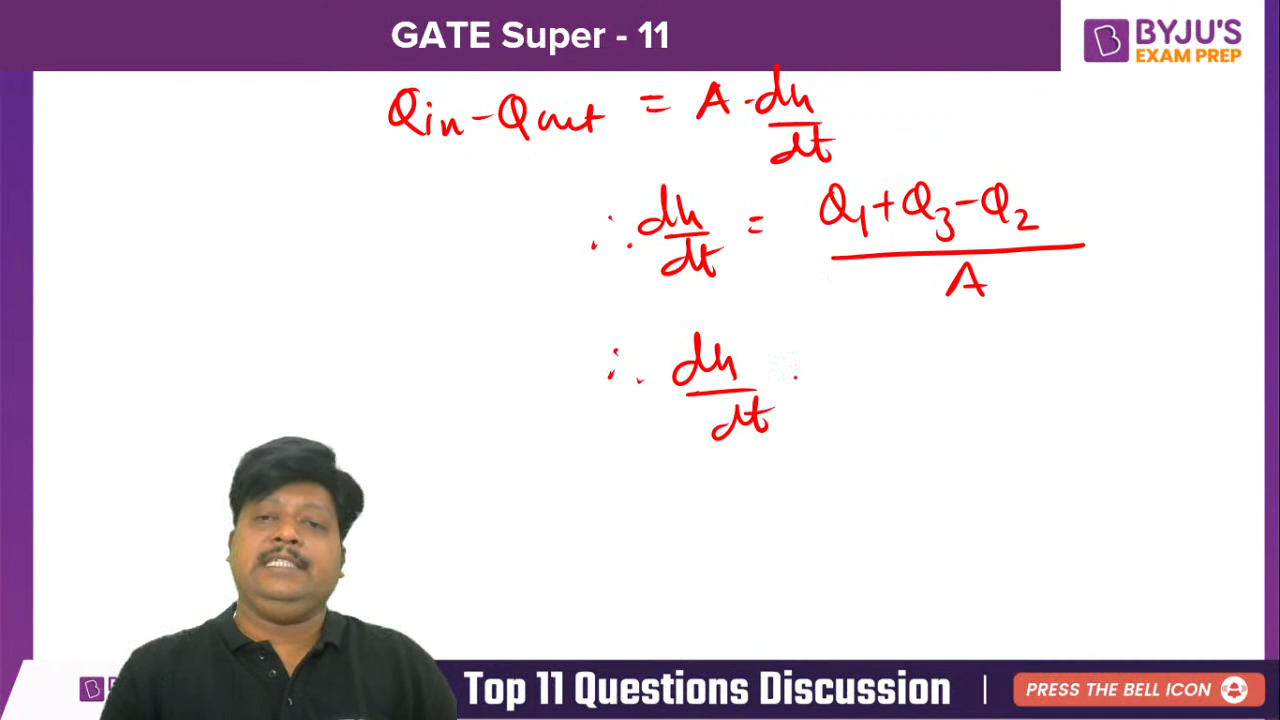 GATE Super - 11
BYJU'S
EXAM PREP
Qin - Qout = A · dh/dt
∴ dh/dt = Q1 + Q3 - Q2 / A
∴ dh/dt
Top 11 Questions Discussion | PRESS THE BELL ICON